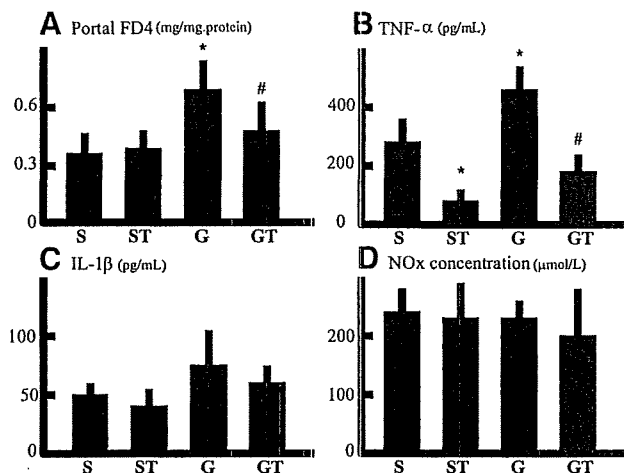 A Portal FD4 (mg/mg.protein)
*
#
0.6
0.3
0
S ST G GT
B TNF-α (pg/mL)
*
*
#
400
200
0
S ST G GT
C IL-1β (pg/mL)
100
50
0
S ST G GT
D NOx concentration (µmol/L)
200
100
0
S ST G GT